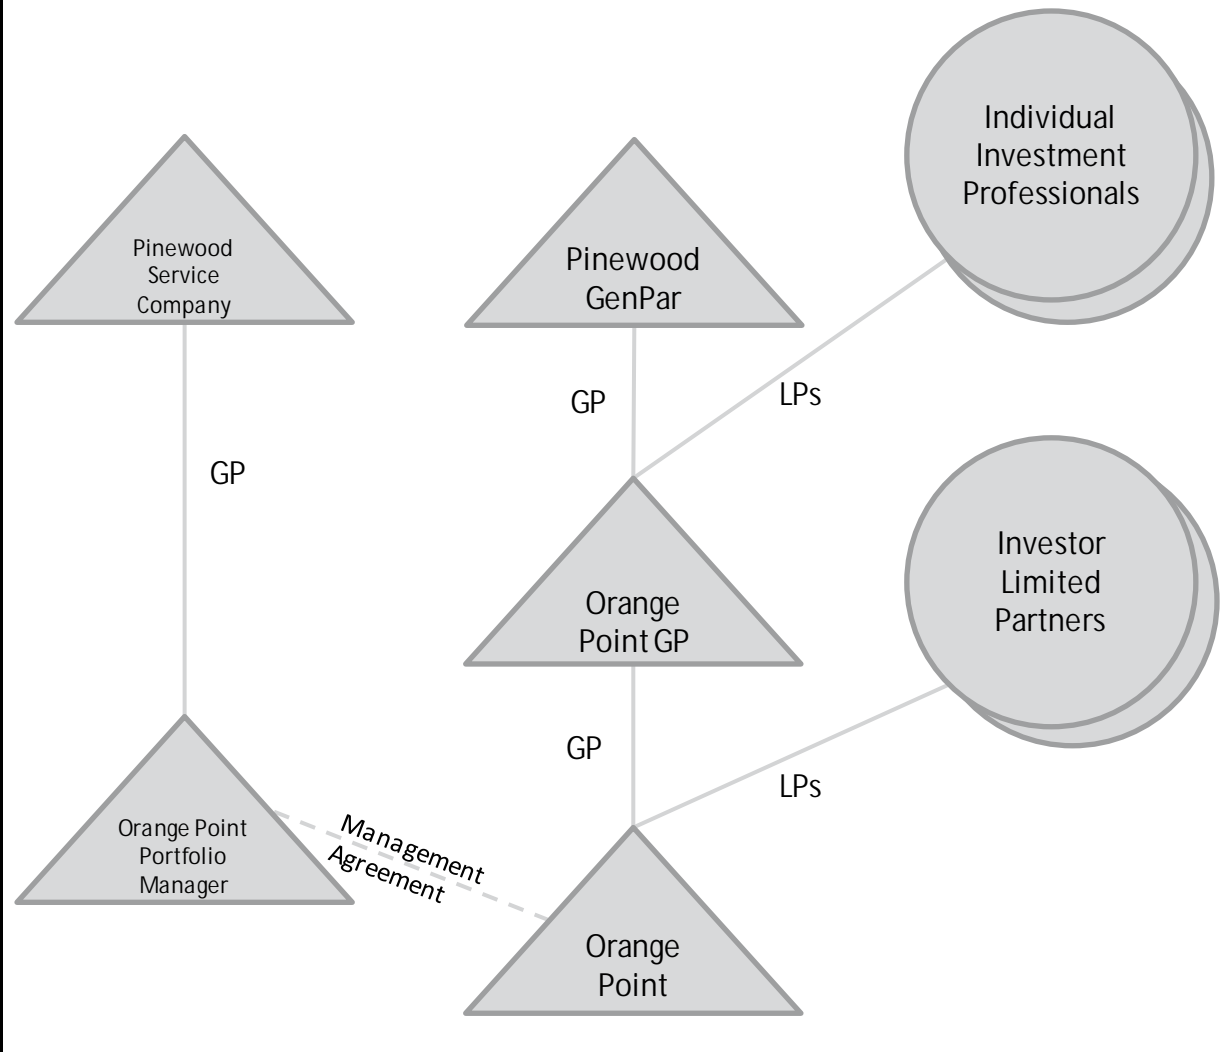 Individual
Investment
Professionals
Pinewood
Service
Company
Pinewood
GenPar
GP
LPs
GP
Investor
Limited
Partners
Orange
Point GP
GP
LPs
Orange Point
Portfolio
Manager
Management
Agreement
Orange
Point